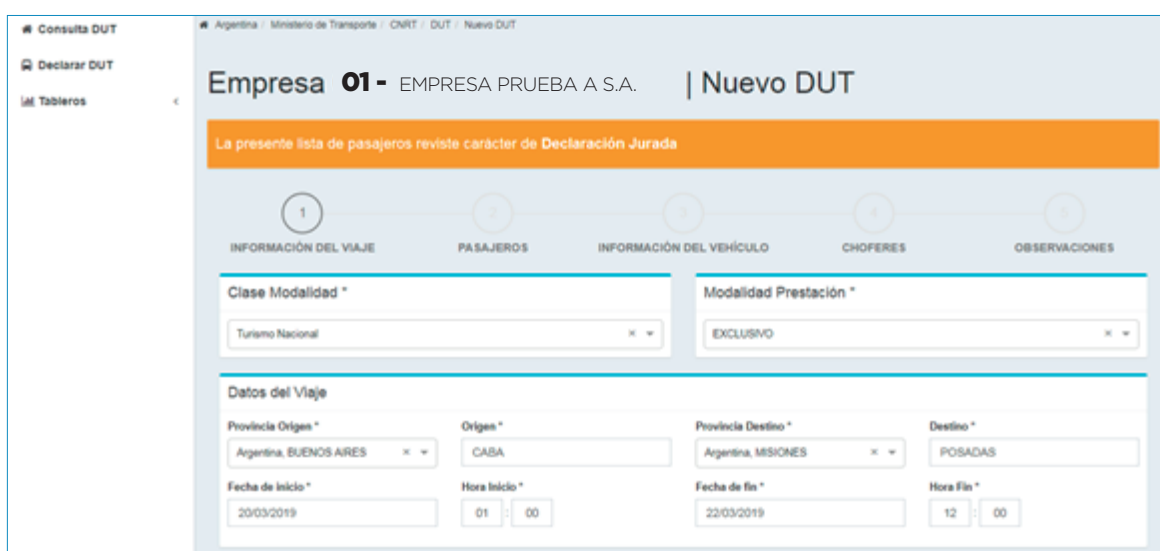 Consulta DUT
Declarar DUT
Tableros
Argentina / Ministerio de Transporte / CNRT / DUT / Nuevo DUT
Empresa 01 - EMPRESA PRUEBA A S.A. | Nuevo DUT
La presente lista de pasajeros reviste carácter de Declaración Jurada
1 2 3 4 5
INFORMACIÓN DEL VIAJE PASAJEROS INFORMACIÓN DEL VEHÍCULO CHOFERES OBSERVACIONES
Clase Modalidad * Modalidad Prestación *
Turismo Nacional EXCLUSIVO
Datos del Viaje
Provincia Origen * Origen * Provincia Destino * Destino *
Argentina, BUENOS AIRES CABA Argentina, MISIONES POSADAS
Fecha de inicio * Hora Inicio * Fecha de fin * Hora Fin *
20/03/2019 01 : 00 22/03/2019 12 : 00